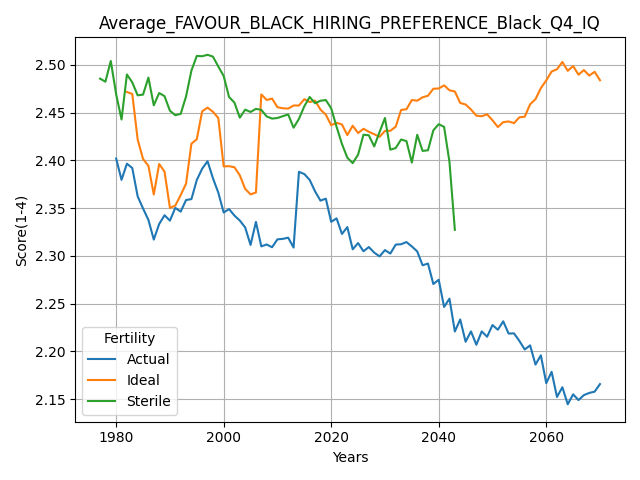 Average_FAVOUR_BLACK_HIRING_PREFERENCE_Black_Q4_IQ
2.50
2.45
2.40
2.35
2.30
2.25
2.20
2.15
Score(1-4)
Fertility
Actual
Ideal
Sterile
1980
2000
2020
2040
2060
Years